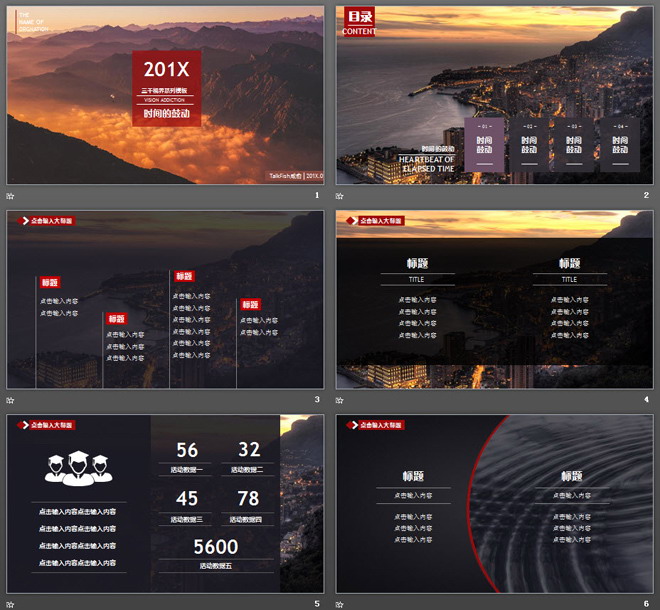 THE
NAME OF
DEDICATION
201X
三千视界系列模板
VISION ADDICTION
时间的鼓动
TalkFish威鱼 | 201X.0
1
目录
CONTENT
时间的鼓动
HEARTBEAT OF
ELAPSED TIME
- 01 -
时间
鼓动
- 02 -
时间
鼓动
- 03 -
时间
鼓动
- 04 -
时间
鼓动
2
点击输入大标题
标题
点击输入内容
点击输入内容
标题
点击输入内容
点击输入内容
点击输入内容
标题
点击输入内容
点击输入内容
点击输入内容
点击输入内容
点击输入内容
点击输入内容
标题
点击输入内容
点击输入内容
3
点击输入大标题
标题
TITLE
点击输入内容
点击输入内容
点击输入内容
点击输入内容
标题
TITLE
点击输入内容
点击输入内容
点击输入内容
点击输入内容
4
点击输入大标题
点击输入内容点击输入内容
点击输入内容点击输入内容
点击输入内容点击输入内容
点击输入内容点击输入内容
56
活动数据一
32
活动数据二
45
活动数据三
78
活动数据四
5600
活动数据五
5
点击输入大标题
标题
点击输入内容
点击输入内容
点击输入内容
点击输入内容
标题
点击输入内容
点击输入内容
点击输入内容
点击输入内容
6